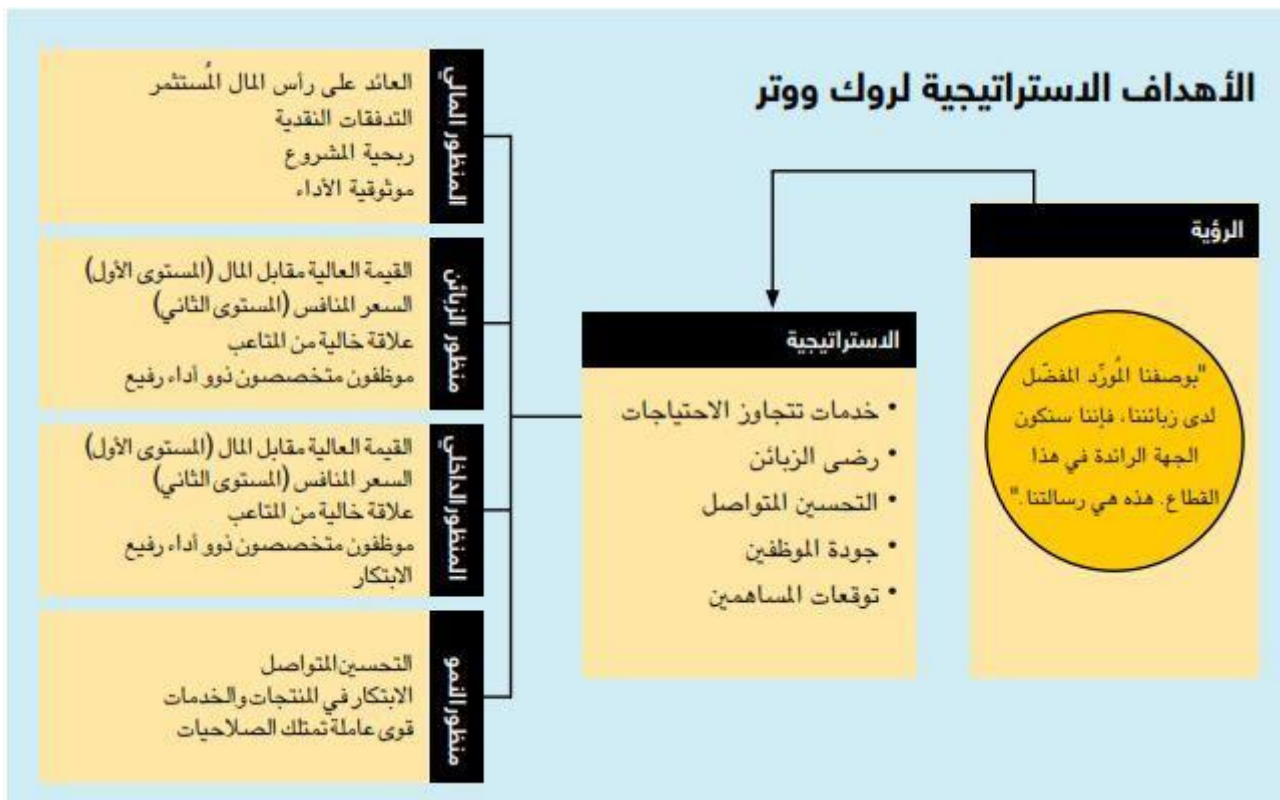 الأهداف الاستراتيجية لروك ووتر
الرؤية
"بوصفنا المُورِّد المفضّل
لدى زبائننا، فإننا سنكون
الجهة الرائدة في هذا
القطاع. هذه هي رسالتنا."
الاستراتيجية
• خدمات تتجاوز الاحتياجات
• رضى الزبائن
• التحسين المتواصل
• جودة الموظفين
• توقعات المساهمين
المنظور المالي
العائد على رأس المال المُستثمر
التدفقات النقدية
ربحية المشروع
موثوقية الأداء
منظور الزبائن
القيمة العالية مقابل المال (المستوى الأول)
السعر المنافس (المستوى الثاني)
علاقة خالية من المتاعب
موظفون متخصصون ذوو أداء رفيع
المنظور الداخلي
القيمة العالية مقابل المال (المستوى الأول)
السعر المنافس (المستوى الثاني)
علاقة خالية من المتاعب
موظفون متخصصون ذوو أداء رفيع
الابتكار
منظور النمو
التحسين المتواصل
الابتكار في المنتجات والخدمات
قوى عاملة تمتلك الصلاحيات